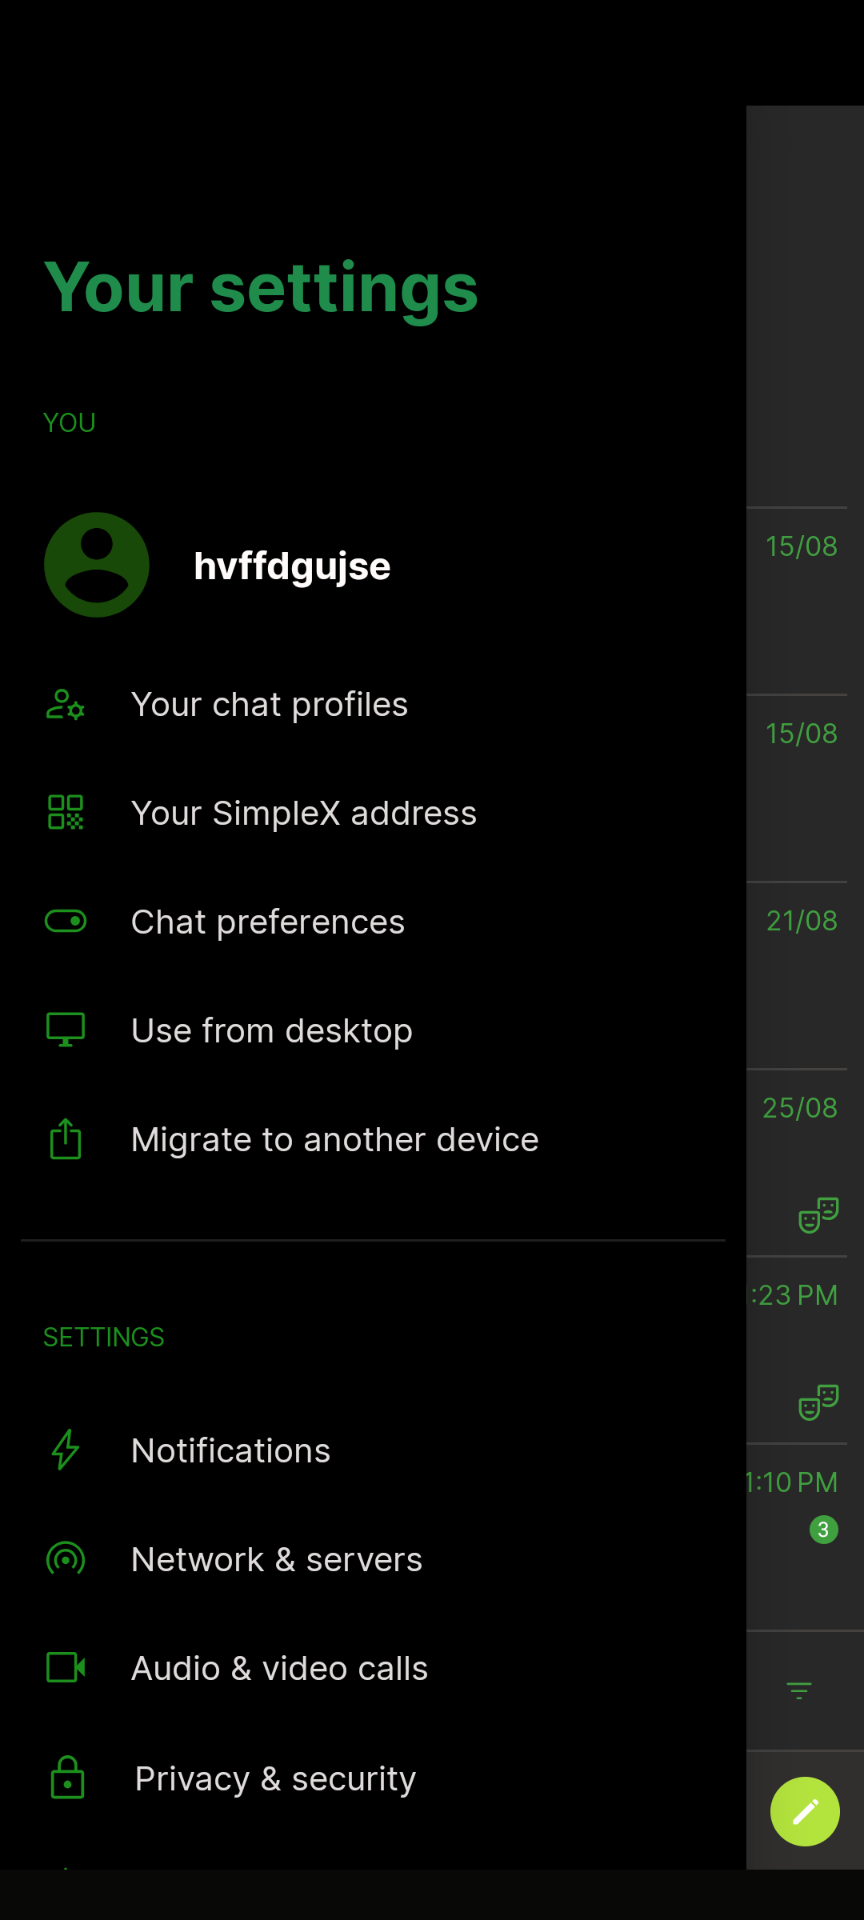 Your settings
YOU
hvffdgujse
Your chat profiles
Your SimpleX address
Chat preferences
Use from desktop
Migrate to another device
SETTINGS
Notifications
Network & servers
Audio & video calls
Privacy & security
15/08
15/08
21/08
25/08
:23 PM
1:10 PM
3